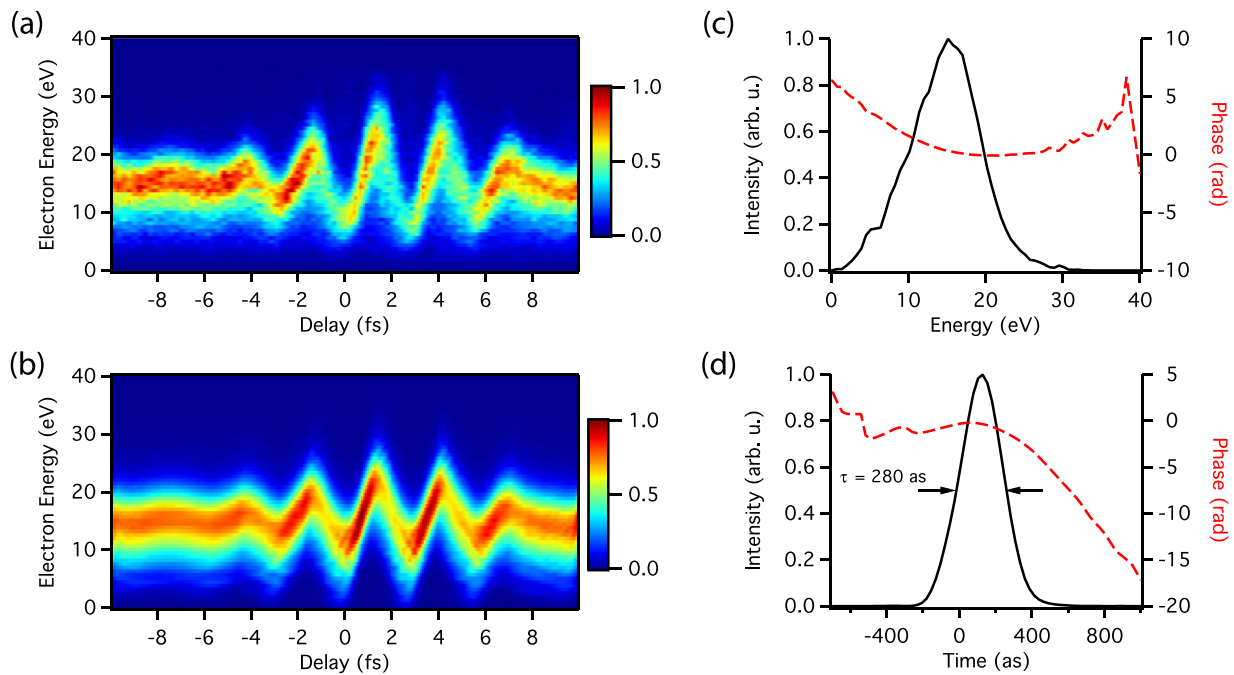 (a)
40
30
20
10
0
Electron Energy (eV)
-8 -6 -4 -2 0 2 4 6 8
Delay (fs)
1.0
0.5
0.0
(b)
40
30
20
10
0
Electron Energy (eV)
-8 -6 -4 -2 0 2 4 6 8
Delay (fs)
1.0
0.5
0.0
(c)
1.0
0.8
0.6
0.4
0.2
0.0
Intensity (arb. u.)
10
5
0
-5
-10
Phase (rad)
0 10 20 30 40
Energy (eV)
(d)
1.0
0.8
0.6
0.4
0.2
0.0
Intensity (arb. u.)
τ = 280 as
5
0
-5
-10
-15
-20
Phase (rad)
-400 0 400 800
Time (as)